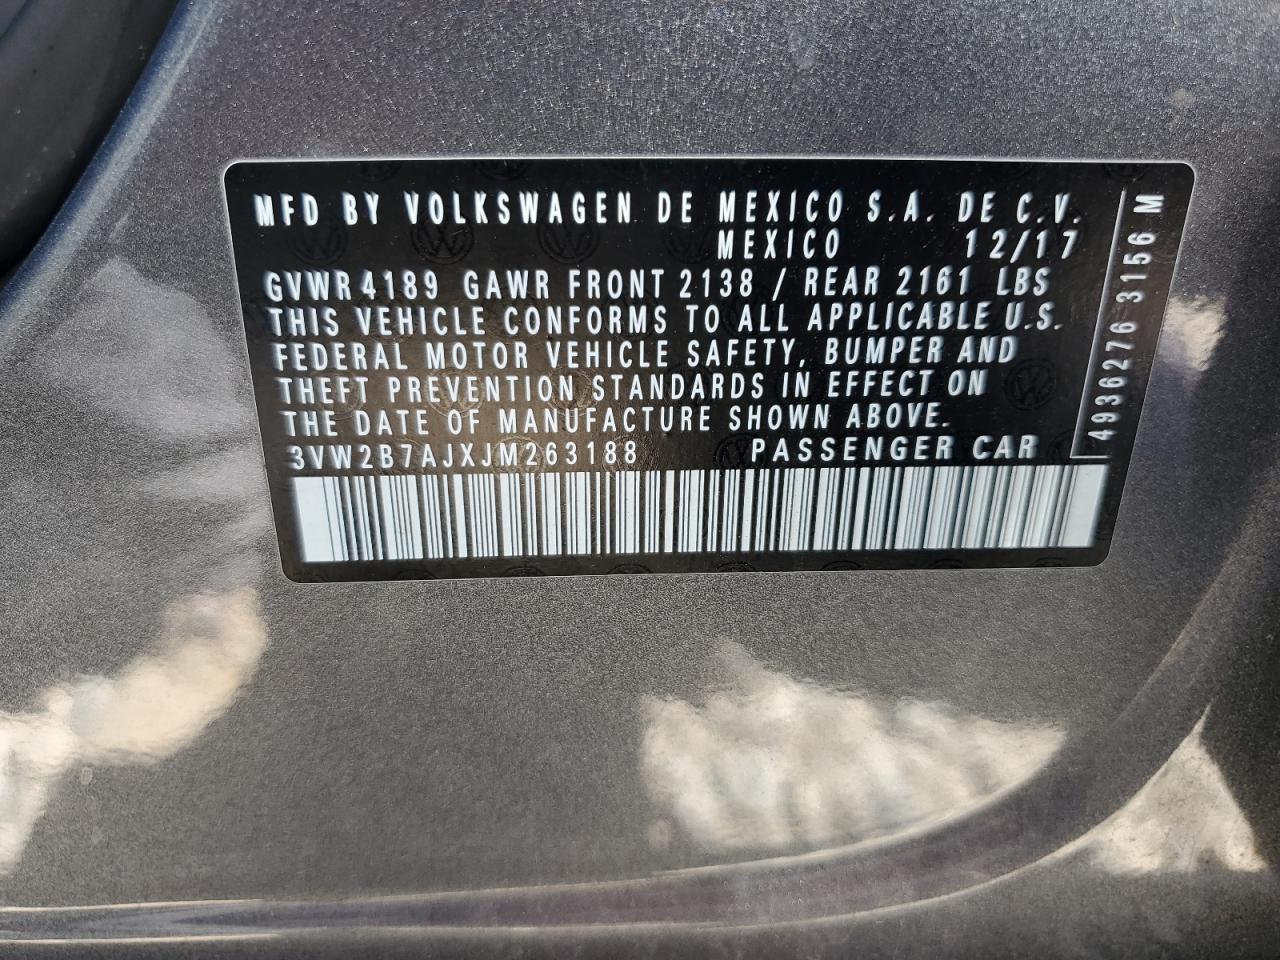 MFD BY VOLKSWAGEN DE MEXICO S.A. DE C.V.
MEXICO 12/17
GVWR 4189 GAWR FRONT 2138 / REAR 2161 LBS
THIS VEHICLE CONFORMS TO ALL APPLICABLE U.S.
FEDERAL MOTOR VEHICLE SAFETY, BUMPER AND
THEFT PREVENTION STANDARDS IN EFFECT ON
THE DATE OF MANUFACTURE SHOWN ABOVE.
3VW2B7AJXJM263188 PASSENGER CAR
4936276 3156 M